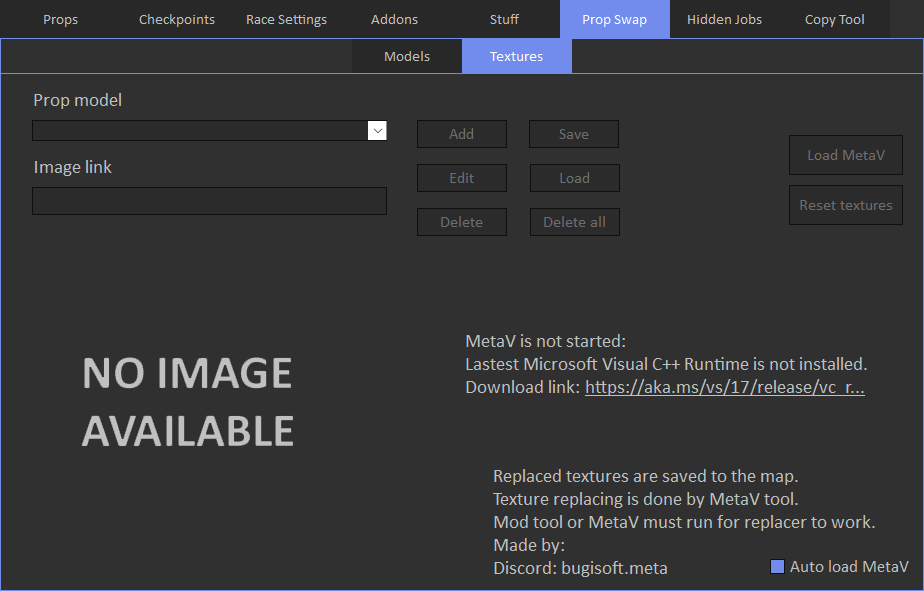 Props Checkpoints Race Settings Addons Stuff Prop Swap Hidden Jobs Copy Tool
Models Textures
Prop model
Add Save
Load MetaV
Image link
Edit Load
Reset textures
Delete Delete all
MetaV is not started:
Lastest Microsoft Visual C++ Runtime is not installed.
Download link: https://aka.ms/vs/17/release/vc_r...
NO IMAGE
AVAILABLE
Replaced textures are saved to the map.
Texture replacing is done by MetaV tool.
Mod tool or MetaV must run for replacer to work.
Made by:
Discord: bugisoft.meta
Auto load MetaV